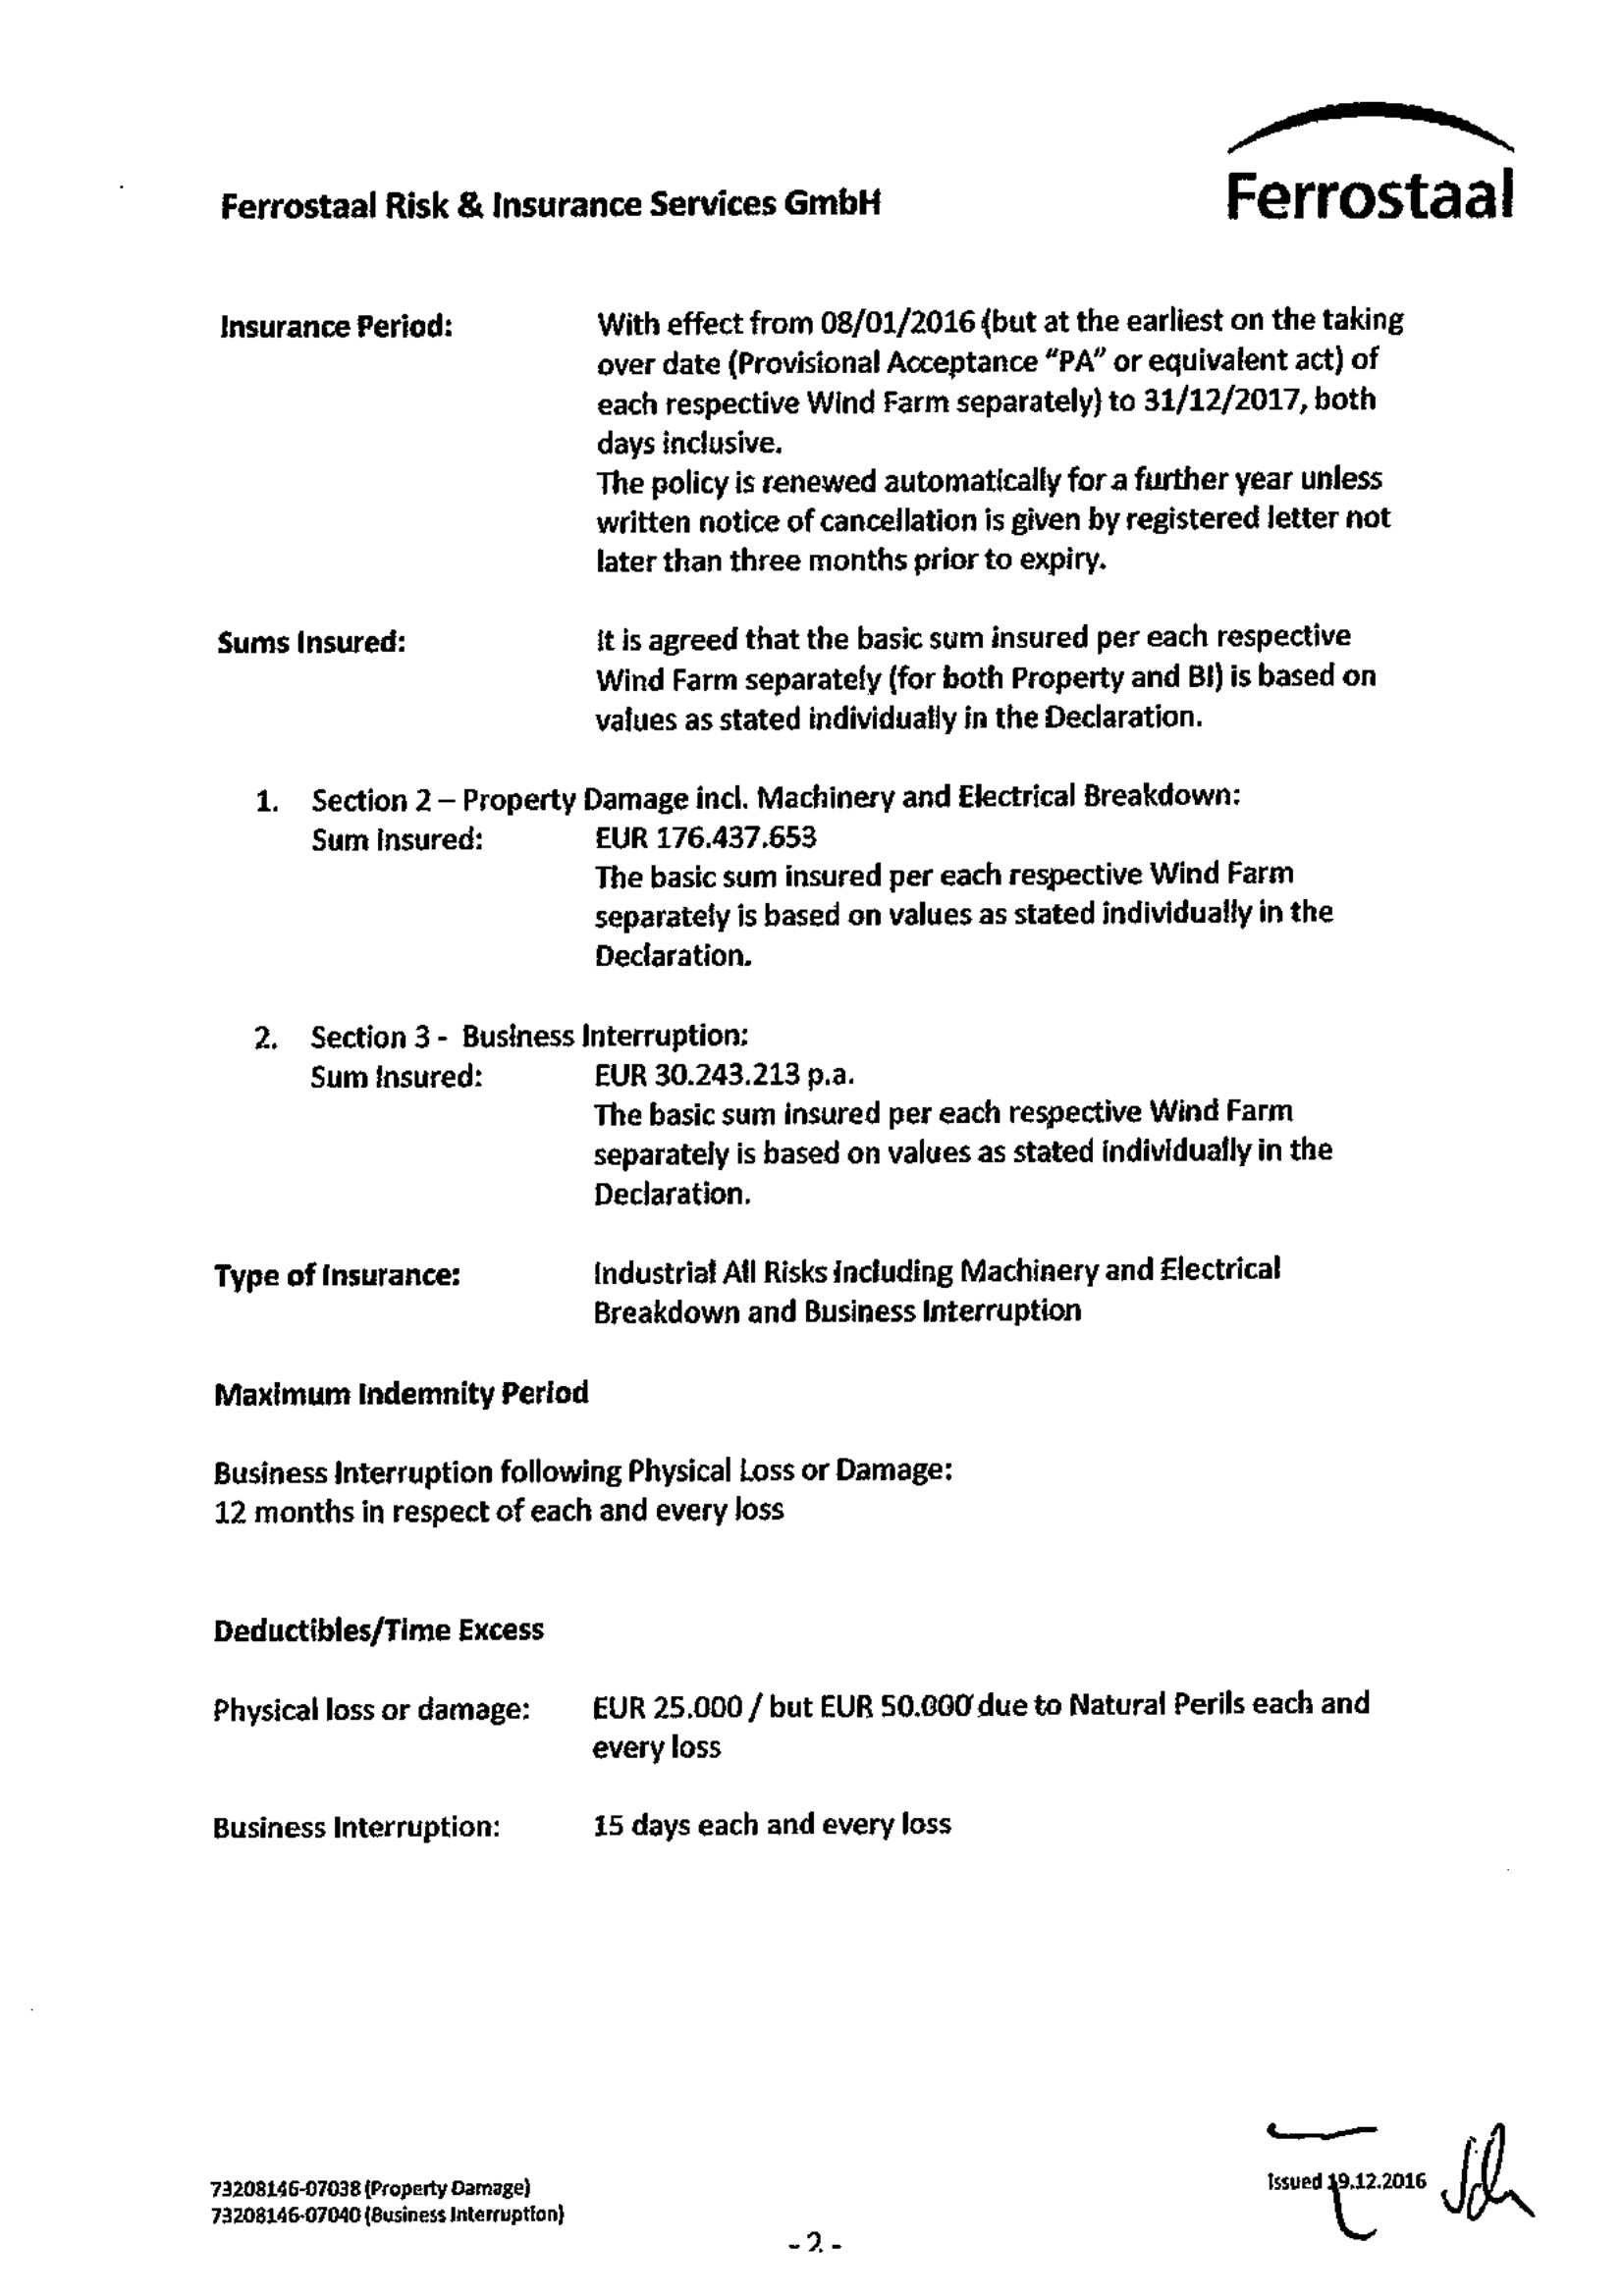 Ferrostaal
Ferrostaal Risk & Insurance Services GmbH
Insurance Period: With effect from 08/01/2016 (but at the earliest on the taking
over date (Provisional Acceptance “PA” or equivalent act) of
each respective Wind Farm separately) to 31/12/2017, both
days inclusive.
The policy is renewed automatically for a further year unless
written notice of cancellation is given by registered letter not
later than three months prior to expiry.
Sums Insured: It is agreed that the basic sum insured per each respective
Wind Farm separately (for both Property and BI) is based on
values as stated individually in the Declaration.
1. Section 2 – Property Damage incl. Machinery and Electrical Breakdown:
Sum Insured: EUR 176.437.653
The basic sum insured per each respective Wind Farm
separately is based on values as stated individually in the
Declaration.
2. Section 3 - Business Interruption:
Sum Insured: EUR 30.243.213 p.a.
The basic sum insured per each respective Wind Farm
separately is based on values as stated individually in the
Declaration.
Type of Insurance: Industrial All Risks including Machinery and Electrical
Breakdown and Business Interruption
Maximum Indemnity Period
Business Interruption following Physical Loss or Damage:
12 months in respect of each and every loss
Deductibles/Time Excess
Physical loss or damage: EUR 25.000 / but EUR 50.000 due to Natural Perils each and
every loss
Business Interruption: 15 days each and every loss
73208146-07038 (Property Damage)
73208146-07040 (Business Interruption)
Issued 19.12.2016
- 2 -